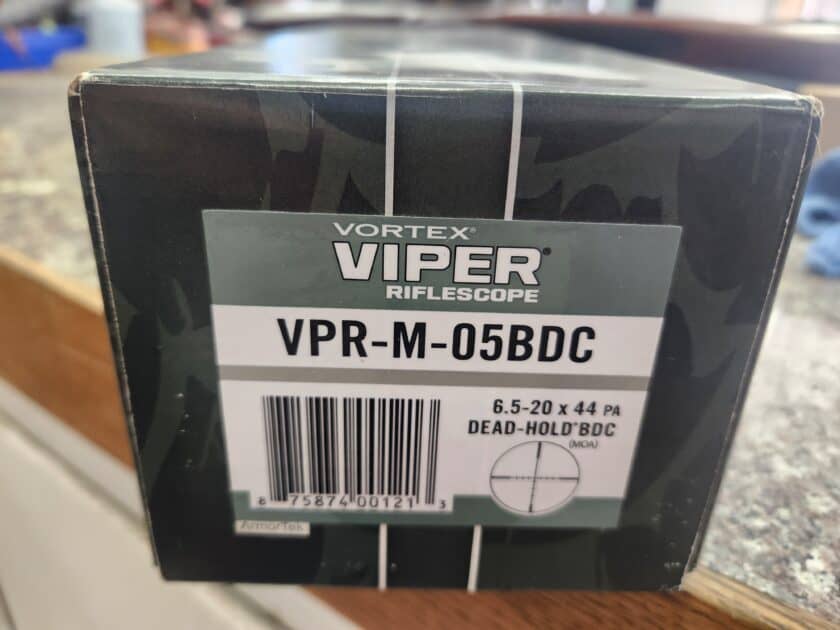 VORTEX®
VIPER®
RIFLESCOPE
VPR-M-05BDC
6.5-20 x 44 PA
DEAD-HOLD® BDC
(MOA)
8 75874 00121 3
ArmorTek